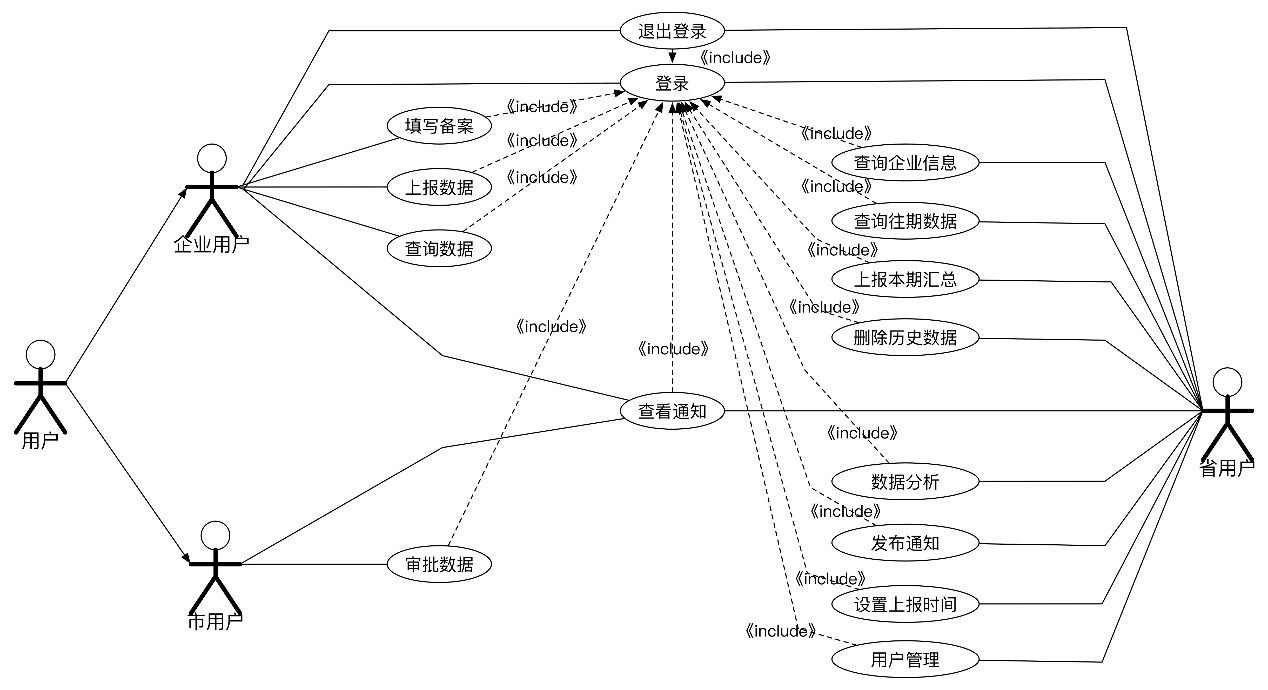 退出登录
《include》
登录
《include》
填写备案
《include》
上报数据
《include》
查询数据
企业用户
《include》
查询企业信息
《include》
查询往期数据
《include》
上报本期汇总
《include》
删除历史数据
《include》
《include》
用户
查看通知
省用户
《include》
数据分析
《include》
发布通知
审批数据
市用户
《include》
设置上报时间
《include》
用户管理